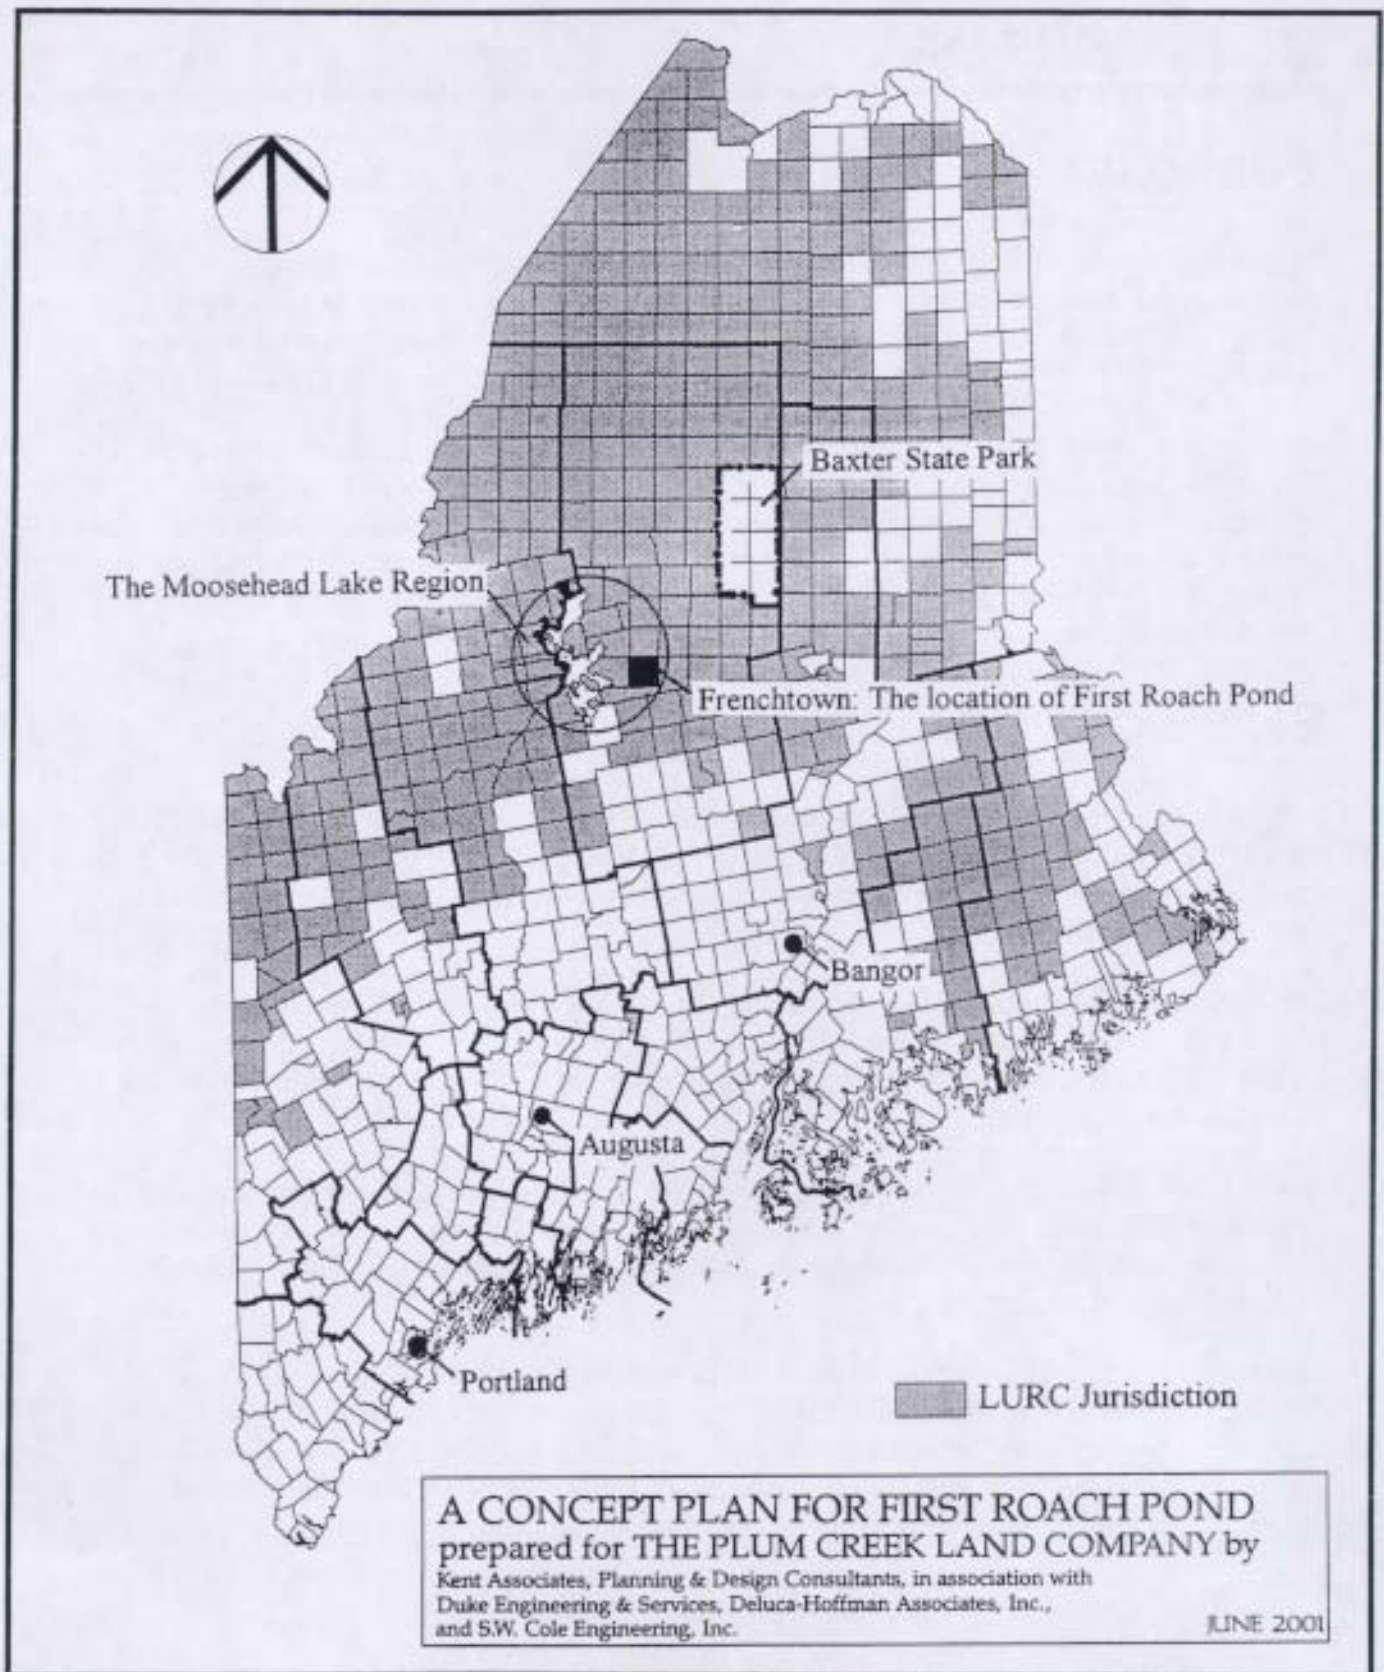 Baxter State Park
The Moosehead Lake Region
Frenchtown: The location of First Roach Pond
Bangor
Augusta
Portland
LURC Jurisdiction
A CONCEPT PLAN FOR FIRST ROACH POND
prepared for THE PLUM CREEK LAND COMPANY by
Kent Associates, Planning & Design Consultants, in association with
Duke Engineering & Services, Deluca-Hoffman Associates, Inc.,
and S.W. Cole Engineering, Inc.
JUNE 2001